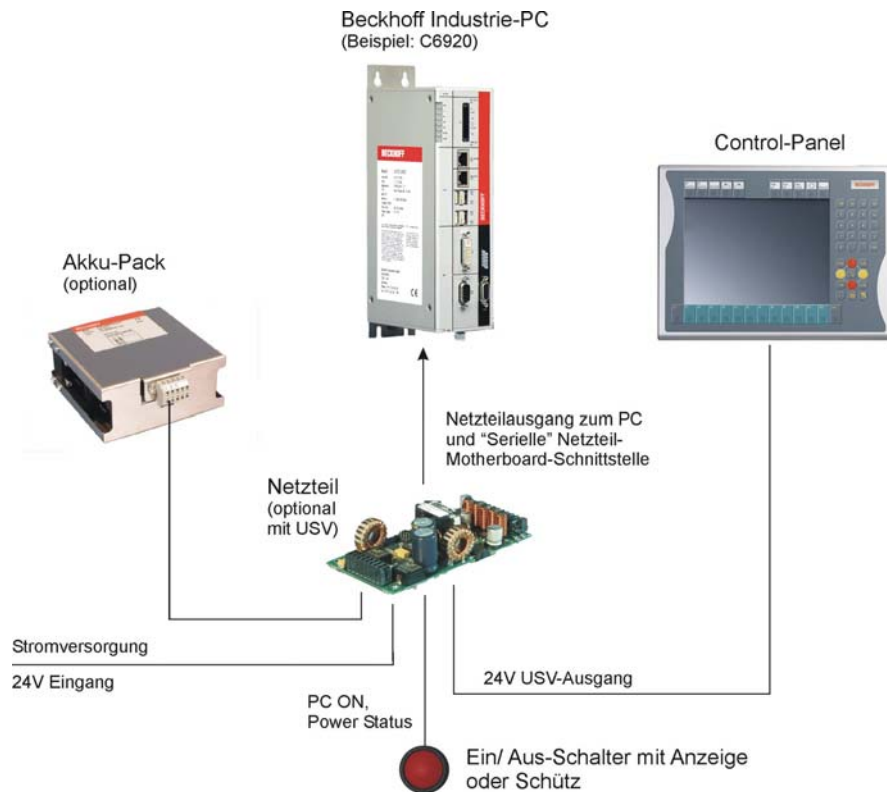 Beckhoff Industrie-PC
(Beispiel: C6920)
Control-Panel
Akku-Pack
(optional)
BECKHOFF
BECKHOFF
Netzteilausgang zum PC
und “Serielle” Netzteil-
Motherboard-Schnittstelle
Netzteil
(optional
mit USV)
Stromversorgung
24V Eingang
24V USV-Ausgang
PC ON,
Power Status
Ein/ Aus-Schalter mit Anzeige
oder Schütz